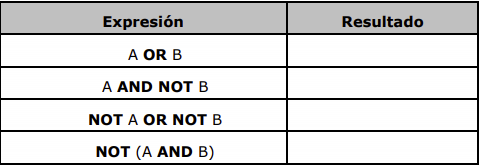 Expresión Resultado
A OR B
A AND NOT B
NOT A OR NOT B
NOT (A AND B)